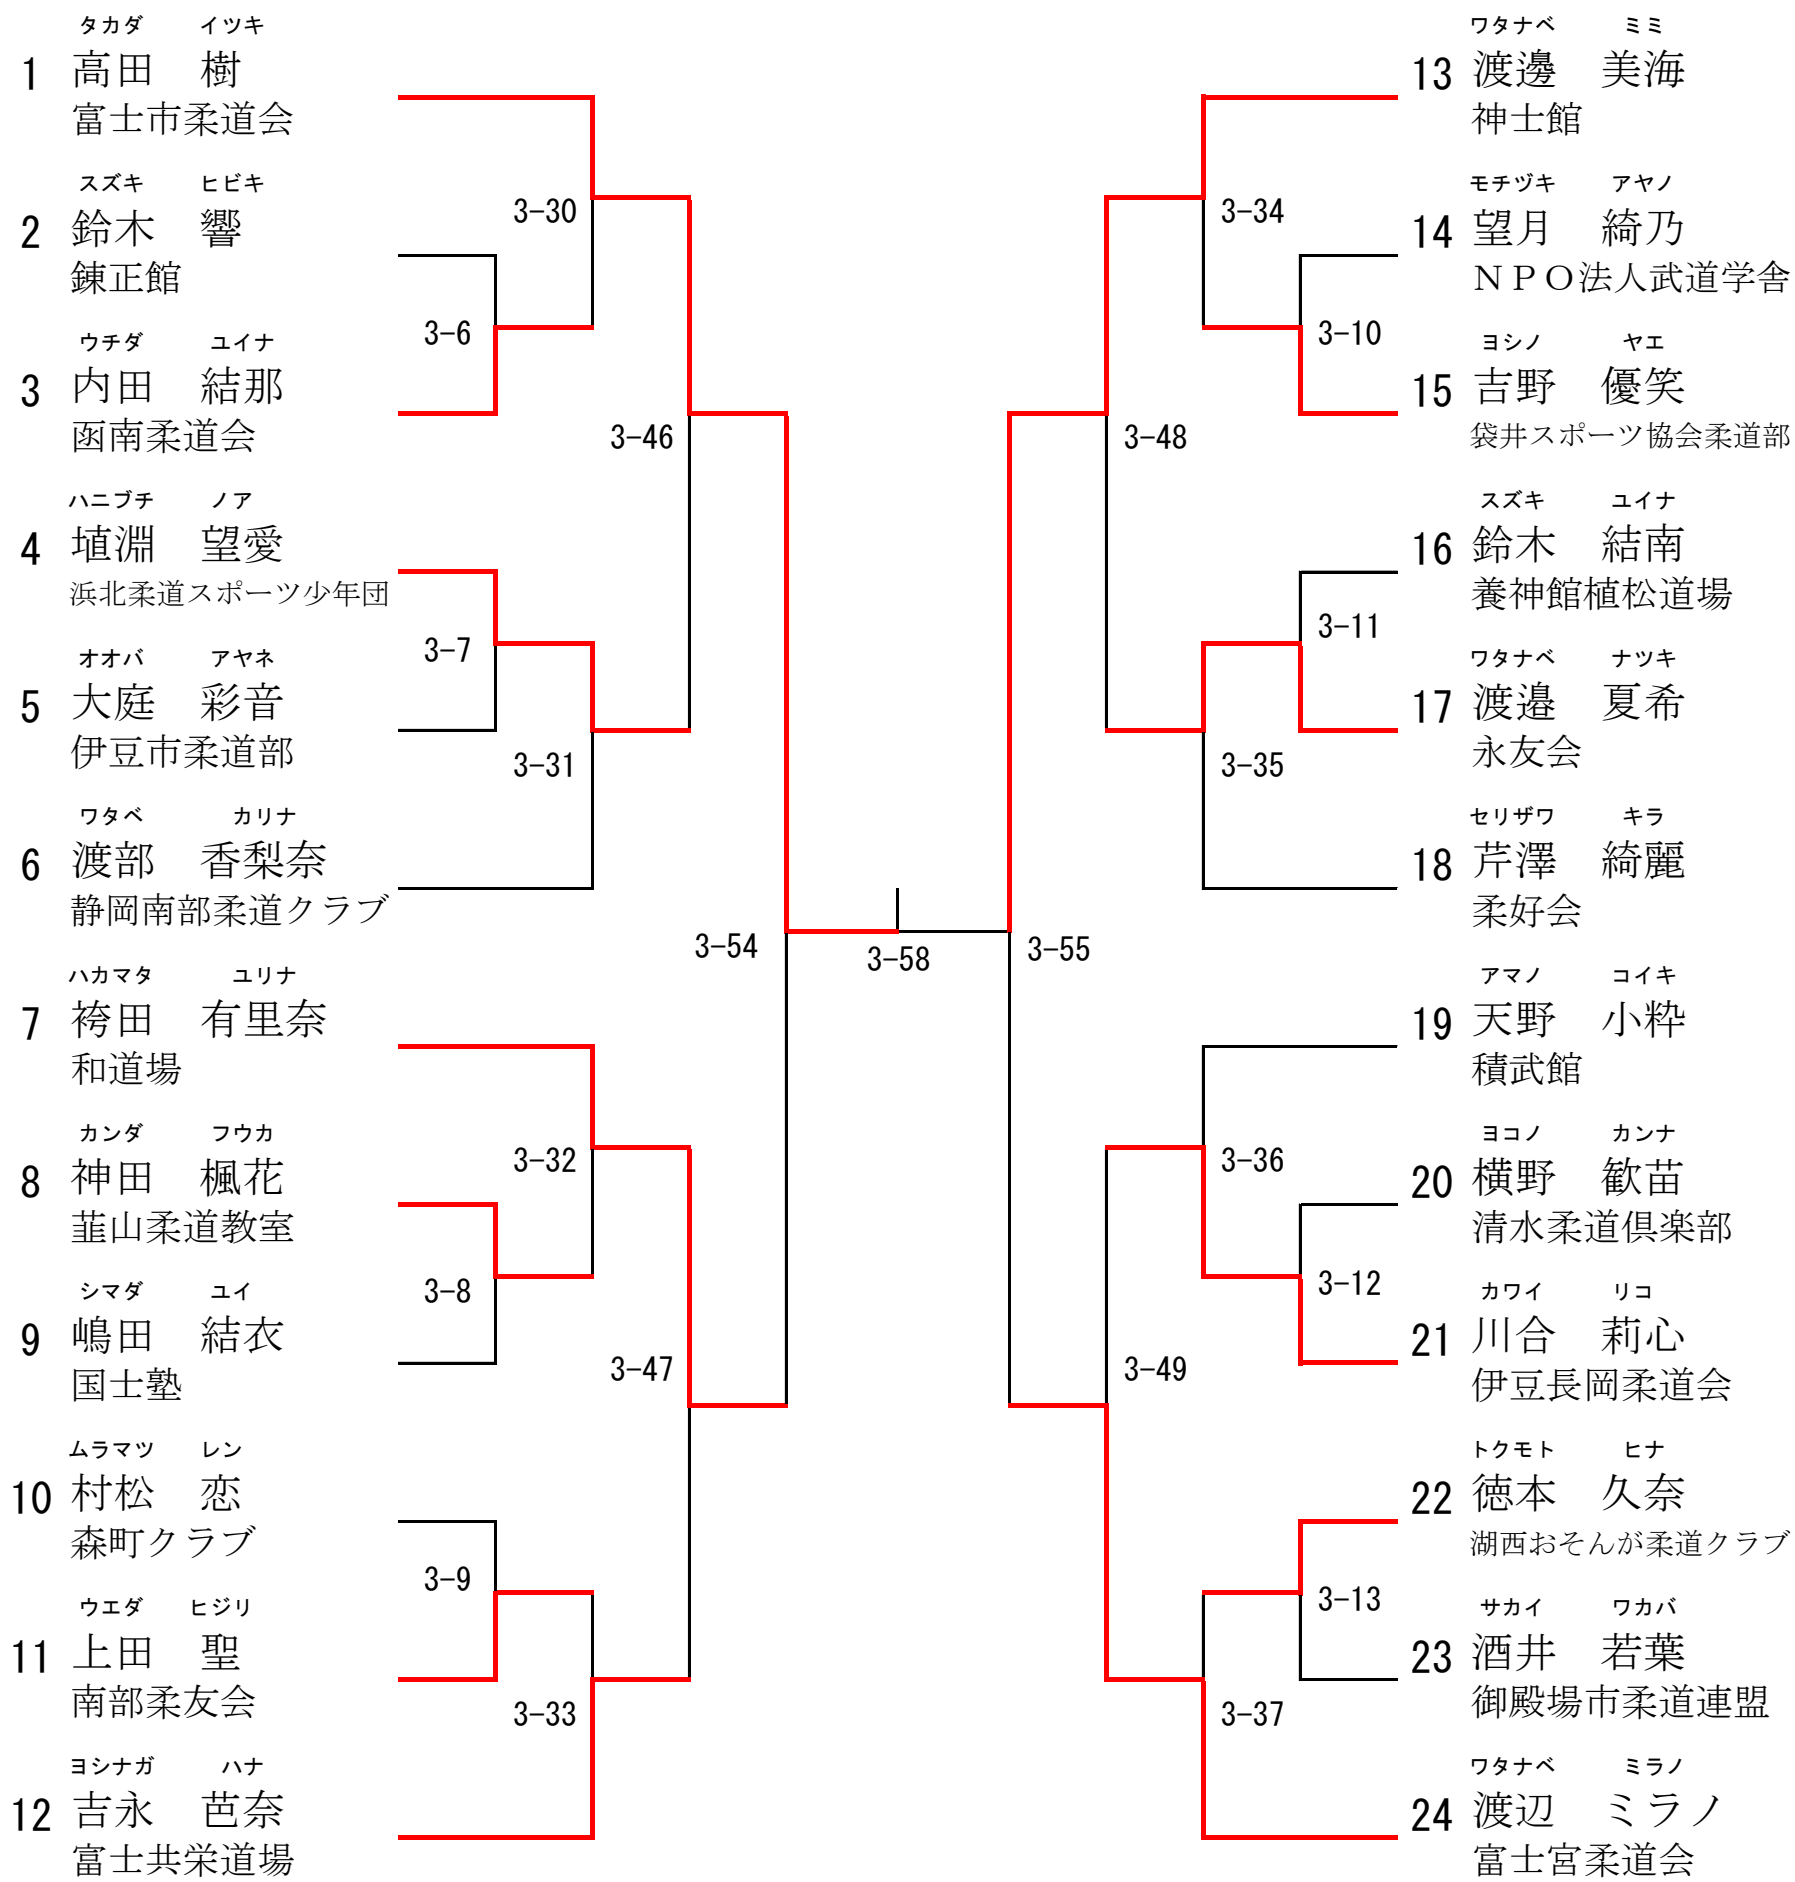 タカダ イツキ
1 高田 樹
富士市柔道会
スズキ ヒビキ
2 鈴木 響
錬正館
ウチダ ユイナ
3 内田 結那
函南柔道会
ハニブチ ノア
4 埴淵 望愛
浜北柔道スポーツ少年団
オオバ アヤネ
5 大庭 彩音
伊豆市柔道部
ワタベ カリナ
6 渡部 香梨奈
静岡南部柔道クラブ
ハカマタ ユリナ
7 袴田 有里奈
和道場
カンダ フウカ
8 神田 楓花
韮山柔道教室
シマダ ユイ
9 嶋田 結衣
国士塾
ムラマツ レン
10 村松 恋
森町クラブ
ウエダ ヒジリ
11 上田 聖
南部柔友会
ヨシナガ ハナ
12 吉永 芭奈
富士共栄道場
3-30
3-6
3-46
3-7
3-31
3-54
3-32
3-8
3-47
3-9
3-33
3-58
3-34
3-10
3-48
3-11
3-35
3-55
3-36
3-12
3-49
3-13
3-37
ワタナベ ミミ
13 渡邊 美海
神士館
モチヅキ アヤノ
14 望月 綺乃
NPO法人武道学舎
ヨシノ ヤエ
15 吉野 優笑
袋井スポーツ協会柔道部
スズキ ユイナ
16 鈴木 結南
養神館植松道場
ワタナベ ナツキ
17 渡邉 夏希
永友会
セリザワ キラ
18 芹澤 綺麗
柔好会
アマノ コイキ
19 天野 小粋
積武館
ヨコノ カンナ
20 横野 歓苗
清水柔道倶楽部
カワイ リコ
21 川合 莉心
伊豆長岡柔道会
トクモト ヒナ
22 徳本 久奈
湖西おそんが柔道クラブ
サカイ ワカバ
23 酒井 若葉
御殿場市柔道連盟
ワタナベ ミラノ
24 渡辺 ミラノ
富士宮柔道会